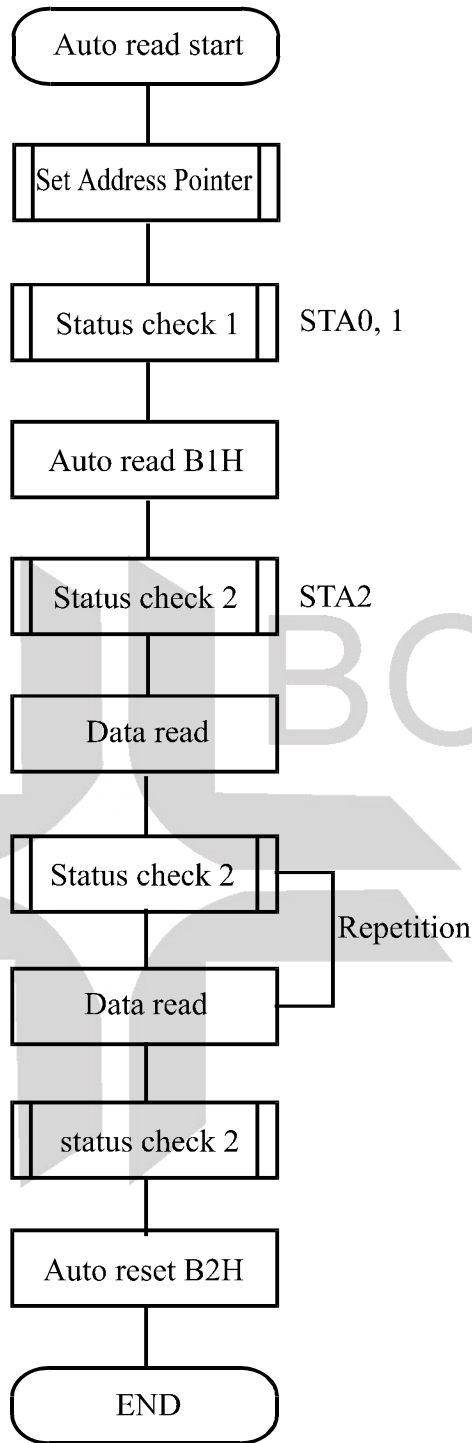 Auto read start
Set Address Pointer
Status check 1
STA0, 1
Auto read B1H
Status check 2
STA2
BO
Data read
Status check 2
Repetition
Data read
status check 2
Auto reset B2H
END